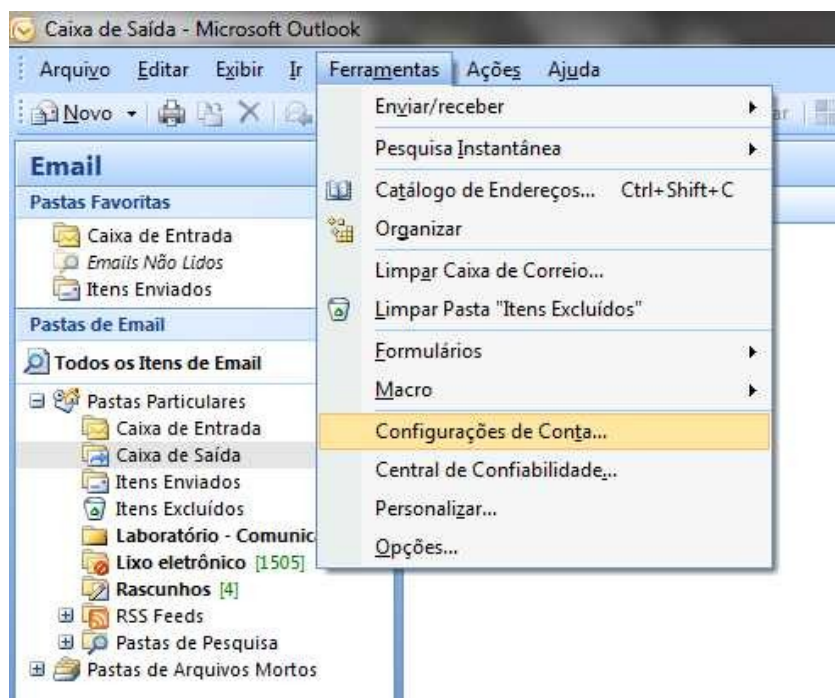 Caixa de Saída - Microsoft Outlook
Arquivo Editar Exibir Ir Ferramentas Ações Ajuda
Novo
Enviar/receber
Pesquisa Instantânea
Catálogo de Endereços... Ctrl+Shift+C
Organizar
Limpar Caixa de Correio...
Limpar Pasta "Itens Excluídos"
Formulários
Macro
Configurações de Conta...
Central de Confiabilidade...
Personalizar...
Opções...
Email
Pastas Favoritas
Caixa de Entrada
Emails Não Lidos
Itens Enviados
Pastas de Email
Todos os Itens de Email
Pastas Particulares
Caixa de Entrada
Caixa de Saída
Itens Enviados
Itens Excluídos
Laboratório - Comunic
Lixo eletrônico [1505]
Rascunhos [4]
RSS Feeds
Pastas de Pesquisa
Pastas de Arquivos Mortos